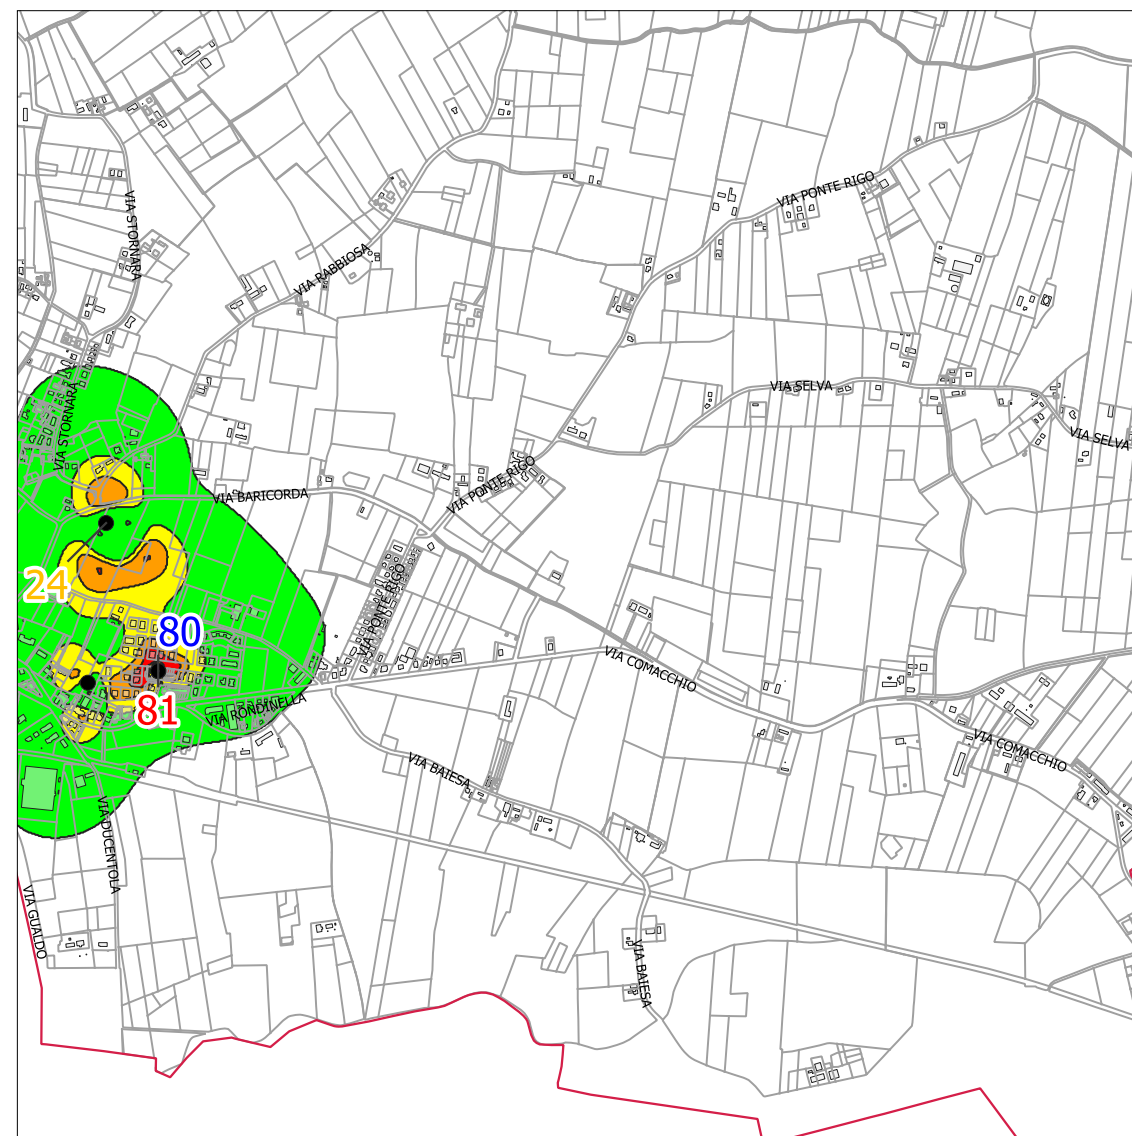 VIA STORNARA
VIA PONTE RIGO
VIA RABBIOSA
VIA STORNARA
VIA SELVA
VIA SELVA
VIA PONTE RIGO
VIA BARICORDA
24
VIA PONTE RIGO
80
VIA COMACCHIO
81
VIA RONDINELLA
VIA COMACCHIO
VIA BAIESA
VIA DUCENTOLA
VIA GUALDO
VIA BAIESA